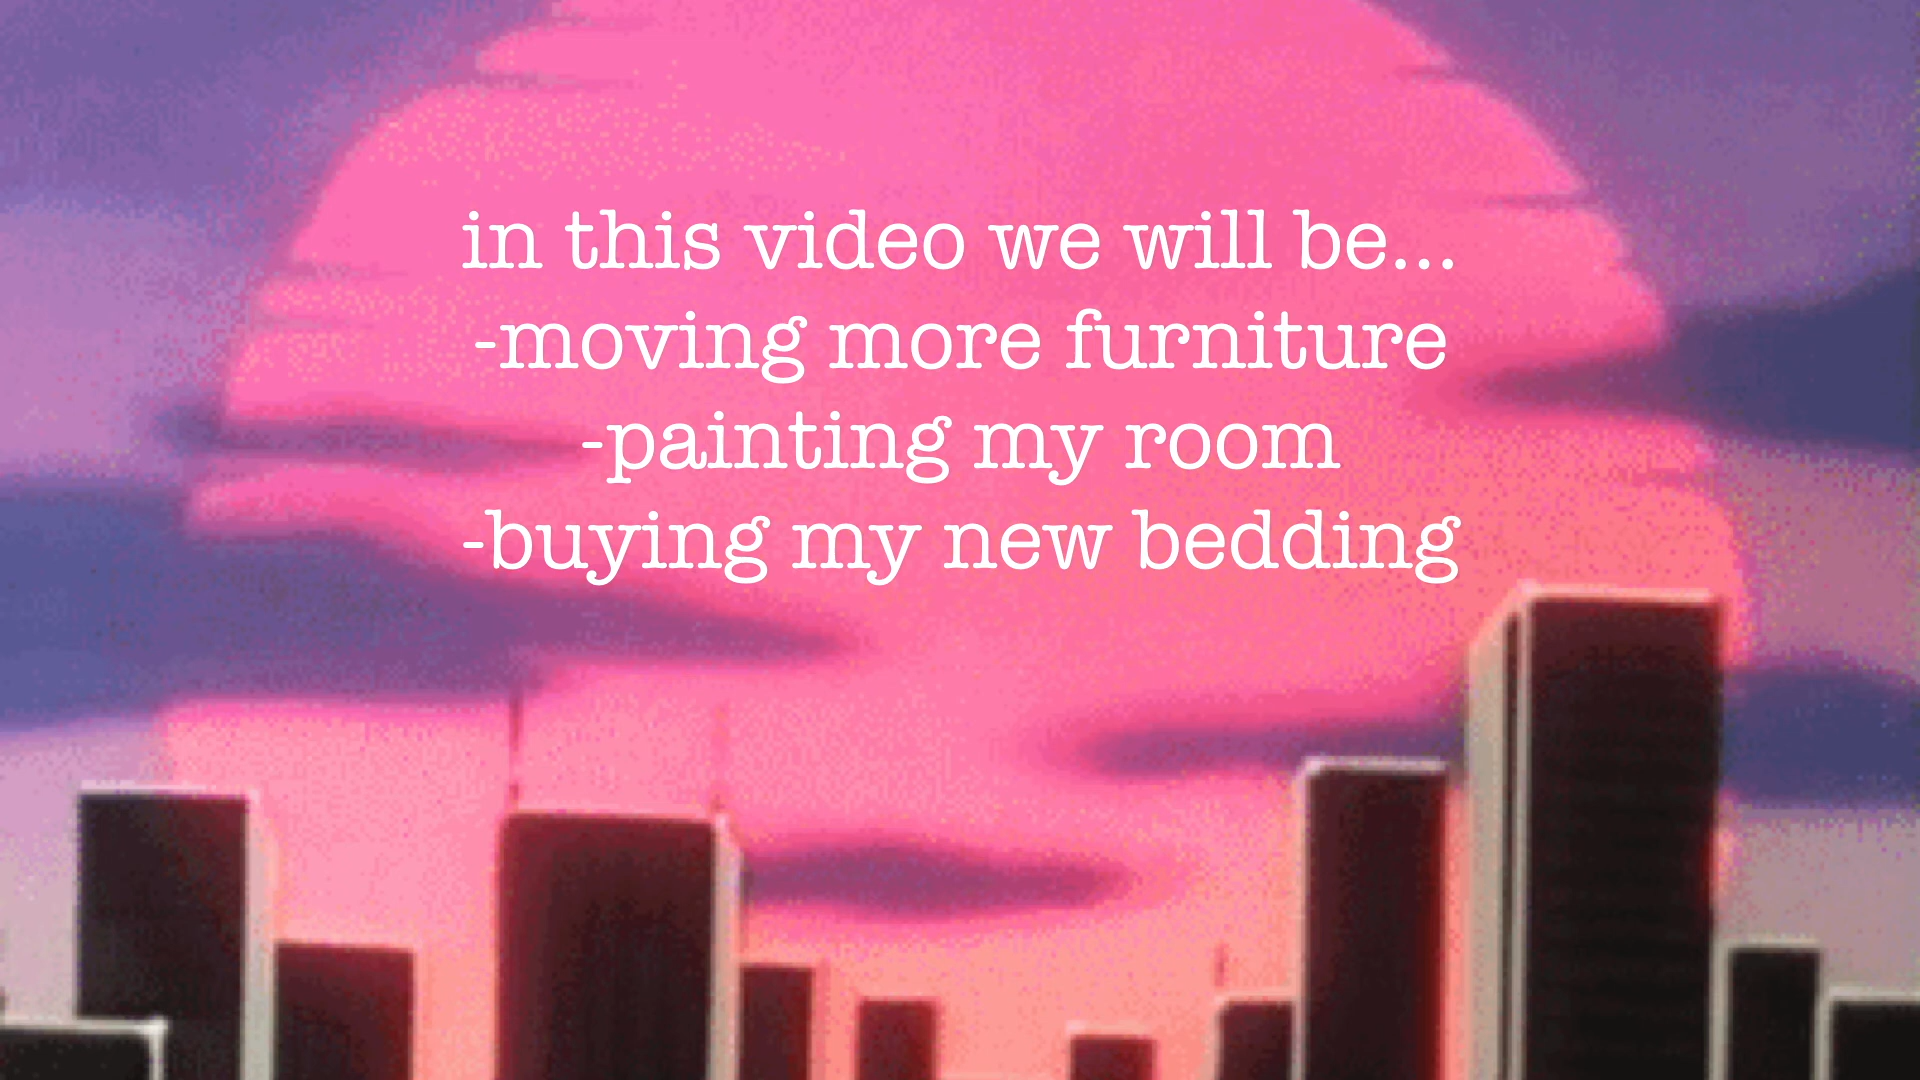 in this video we will be...
-moving more furniture
-painting my room
-buying my new bedding